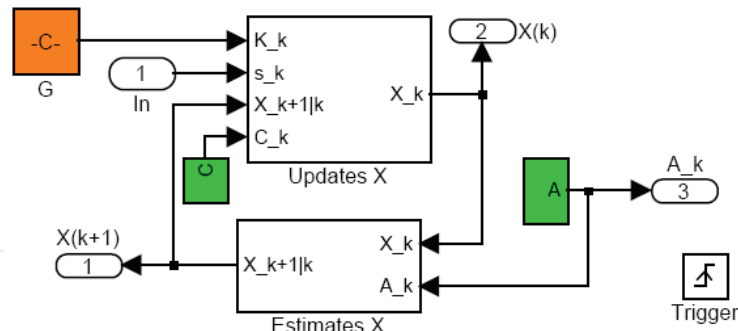 -C-
G
1
In
K_k
s_k
X_k+1|k
C_k
X_k
Updates X
2
X(k)
C
A
A_k
3
X(k+1)
1
X_k+1|k
X_k
A_k
Estimates X
Trigger